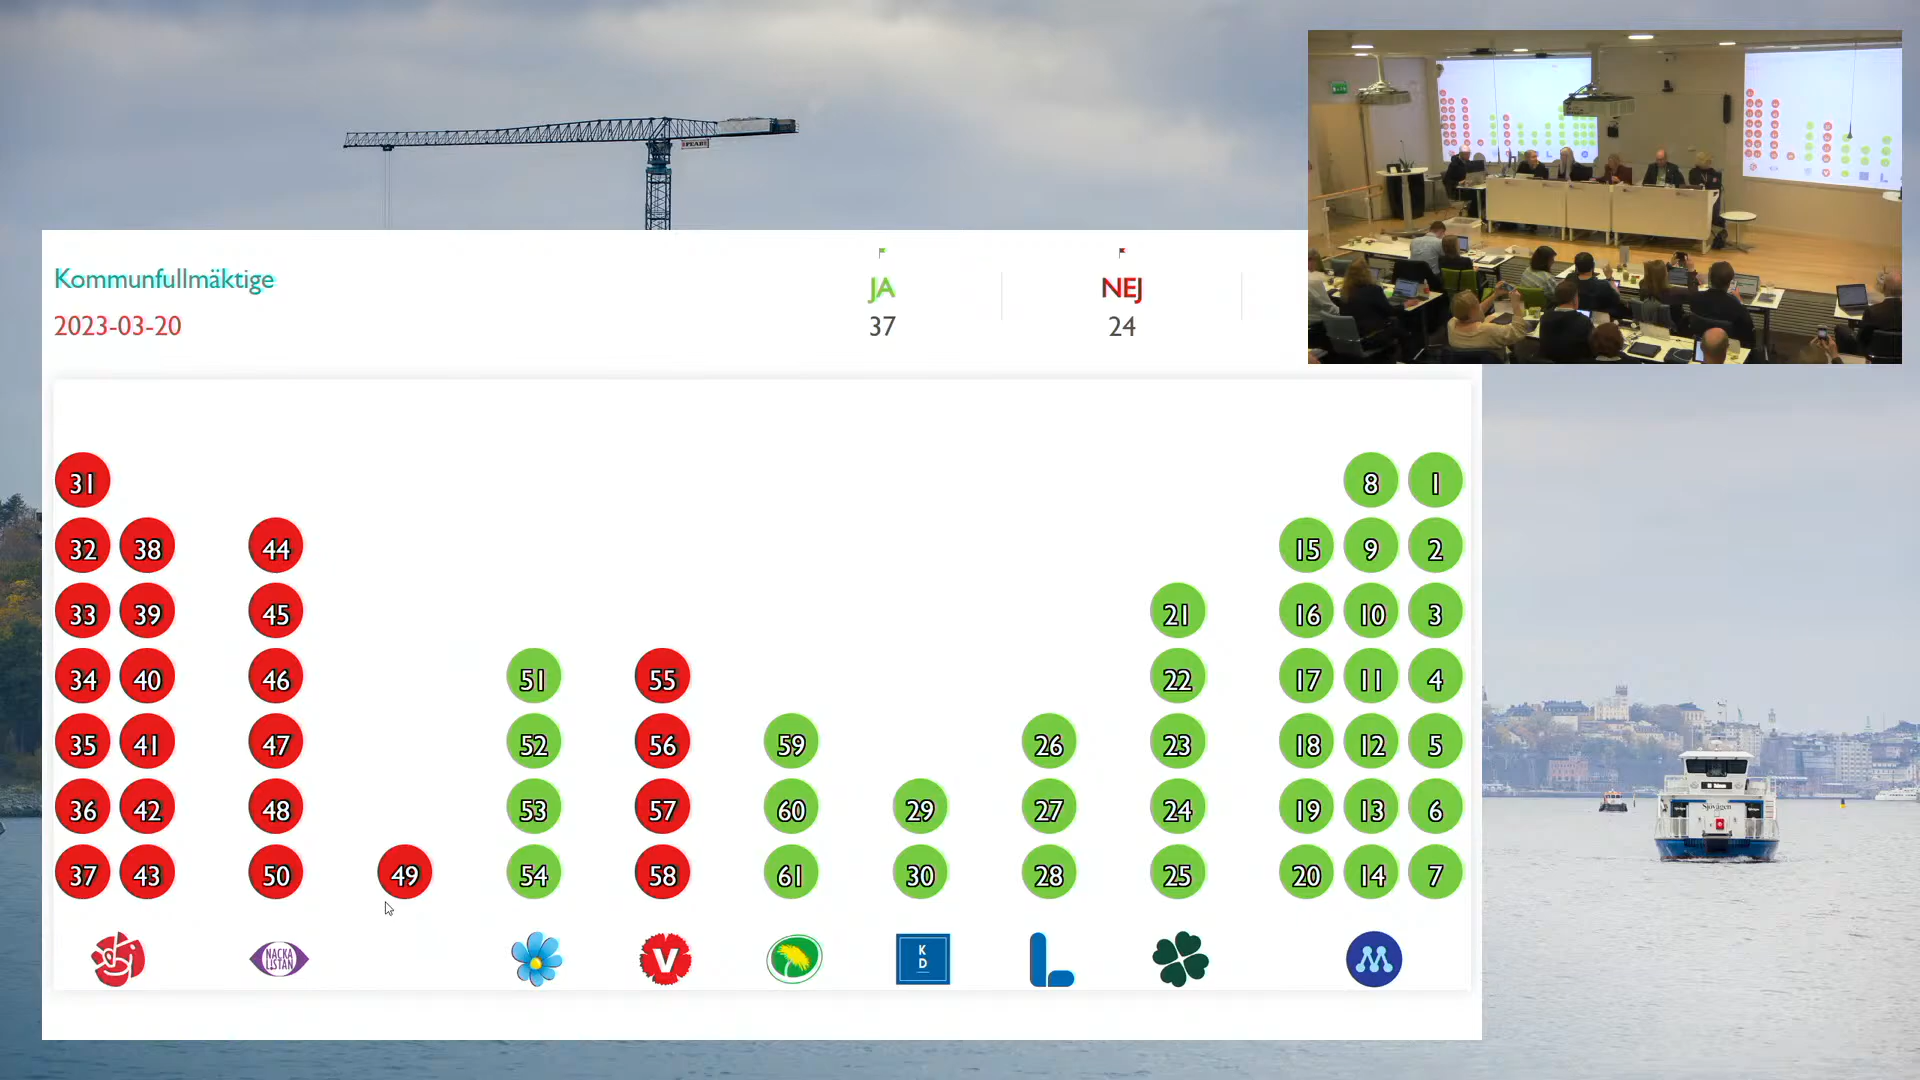 PEAB
Kommunfullmäktige
2023-03-20
JA
37
NEJ
24
31 8 1
32 38 44 15 9 2
33 39 45 21 16 10 3
34 40 46 51 55 22 17 11 4
35 41 47 52 56 59 26 23 18 12 5
36 42 48 53 57 60 29 27 24 19 13 6
37 43 50 49 54 58 61 30 28 25 20 14 7
NACKA
LISTAN
V
K
D
L
M
Sjövägen